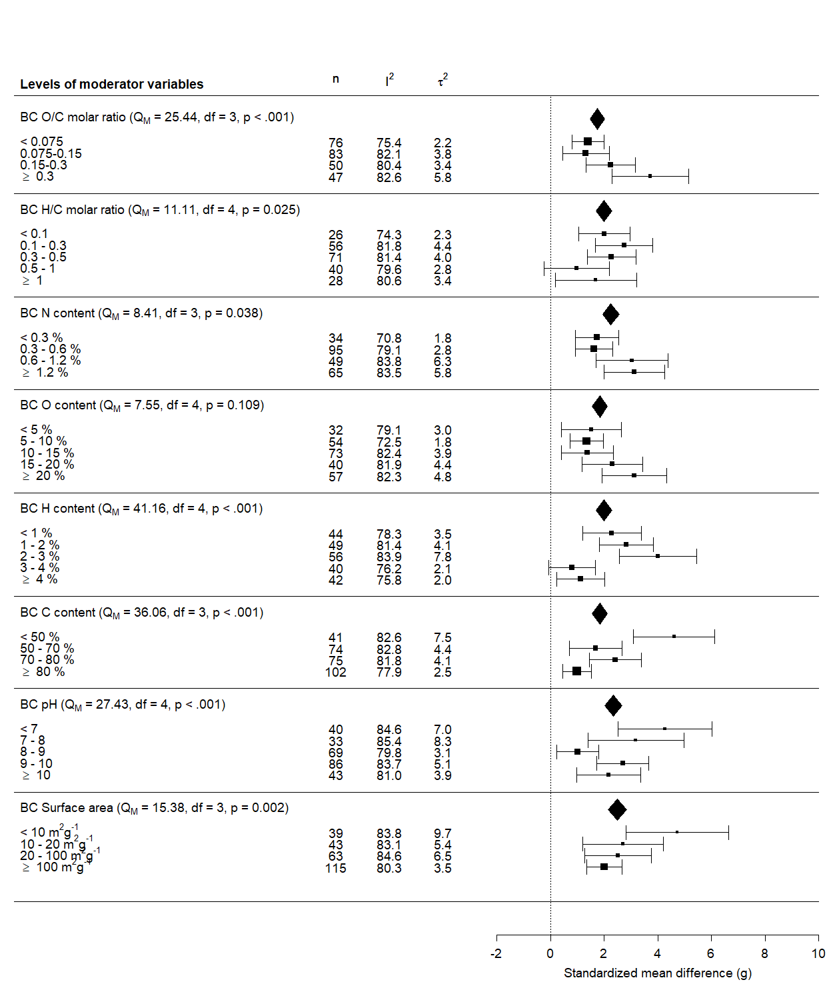 Levels of moderator variables n I² τ²
BC O/C molar ratio (QM = 25.44, df = 3, p < .001)
< 0.075 76 75.4 2.2
0.075-0.15 83 82.1 3.8
0.15-0.3 50 80.4 3.4
≥ 0.3 47 82.6 5.8
BC H/C molar ratio (QM = 11.11, df = 4, p = 0.025)
< 0.1 26 74.3 2.3
0.1 - 0.3 56 81.8 4.4
0.3 - 0.5 71 81.4 4.0
0.5 - 1 40 79.6 2.8
≥ 1 28 80.6 3.4
BC N content (QM = 8.41, df = 3, p = 0.038)
< 0.3 % 34 70.8 1.8
0.3 - 0.6 % 95 79.1 2.8
0.6 - 1.2 % 49 83.8 6.3
≥ 1.2 % 65 83.5 5.8
BC O content (QM = 7.55, df = 4, p = 0.109)
< 5 % 32 79.1 3.0
5 - 10 % 54 72.5 1.8
10 - 15 % 73 82.4 3.9
15 - 20 % 40 81.9 4.4
≥ 20 % 57 82.3 4.8
BC H content (QM = 41.16, df = 4, p < .001)
< 1 % 44 78.3 3.5
1 - 2 % 49 81.4 4.1
2 - 3 % 56 83.9 7.8
3 - 4 % 40 76.2 2.1
≥ 4 % 42 75.8 2.0
BC C content (QM = 36.06, df = 3, p < .001)
< 50 % 41 82.6 7.5
50 - 70 % 74 82.8 4.4
70 - 80 % 75 81.8 4.1
≥ 80 % 102 77.9 2.5
BC pH (QM = 27.43, df = 4, p < .001)
< 7 40 84.6 7.0
7 - 8 33 85.4 8.3
8 - 9 69 79.8 3.1
9 - 10 86 83.7 5.1
≥ 10 43 81.0 3.9
BC Surface area (QM = 15.38, df = 3, p = 0.002)
< 10 m²g⁻¹ 39 83.8 9.7
10 - 20 m²g⁻¹ 43 83.1 5.4
20 - 100 m²g⁻¹ 63 84.6 6.5
≥ 100 m²g⁻¹ 115 80.3 3.5
-2 0 2 4 6 8 10
Standardized mean difference (g)